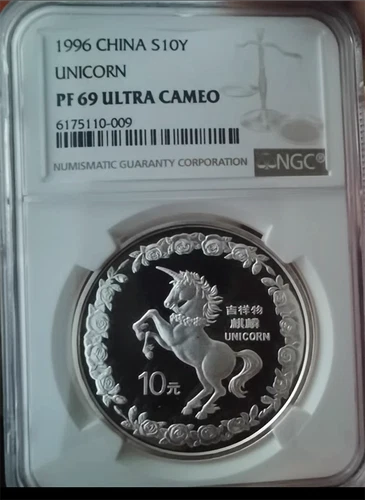 1996 CHINA S10Y
UNICORN
PF 69 ULTRA CAMEO
6175110-009
NUMISMATIC GUARANTY CORPORATION
NGC®
吉祥物
麒麟
UNICORN
10元